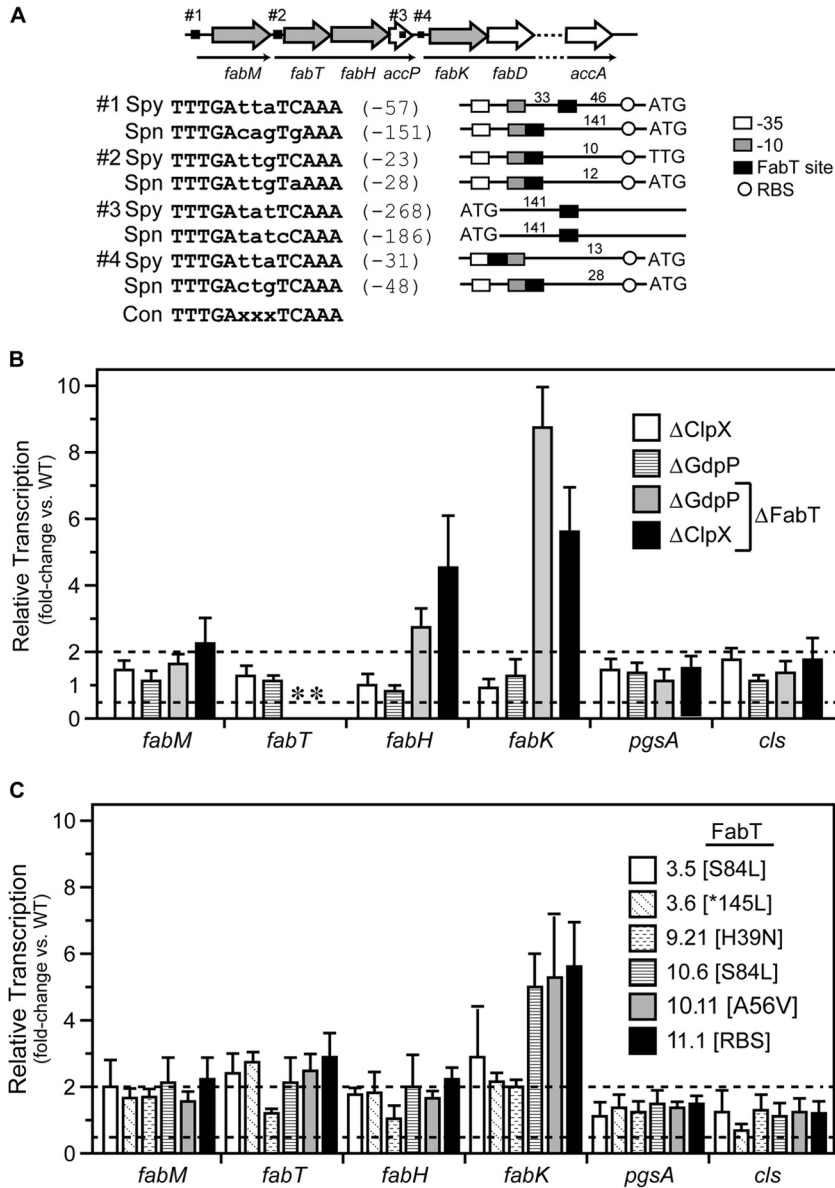 A
#1 #2 #3 #4
fabM fabT fabH accP fabK fabD accA
#1 Spy TTTGAttaTCAAA (-57) 33 46 ATG
Spn TTTGAcagTgAAA (-151) 141 ATG
#2 Spy TTTGAttgTCAAA (-23) 10 TTG
Spn TTTGAttgTaAAA (-28) 12 ATG
#3 Spy TTTGAtatTCAAA (-268) ATG 141
Spn TTTGAtatcCAAA (-186) ATG 141
#4 Spy TTTGAttaTCAAA (-31) 13 ATG
Spn TTTGActgTCAAA (-48) 28 ATG
Con TTTGAxxxTCAAA
-35
-10
FabT site
RBS
B
Relative Transcription
(fold-change vs. WT)
10
8
6
4
2
1
0
ΔClpX
ΔGdpP
ΔGdpP
ΔClpX
ΔFabT
**
fabM fabT fabH fabK pgsA cls
C
Relative Transcription
(fold-change vs. WT)
10
8
6
4
2
1
0
FabT
3.5 [S84L]
3.6 [*145L]
9.21 [H39N]
10.6 [S84L]
10.11 [A56V]
11.1 [RBS]
fabM fabT fabH fabK pgsA cls